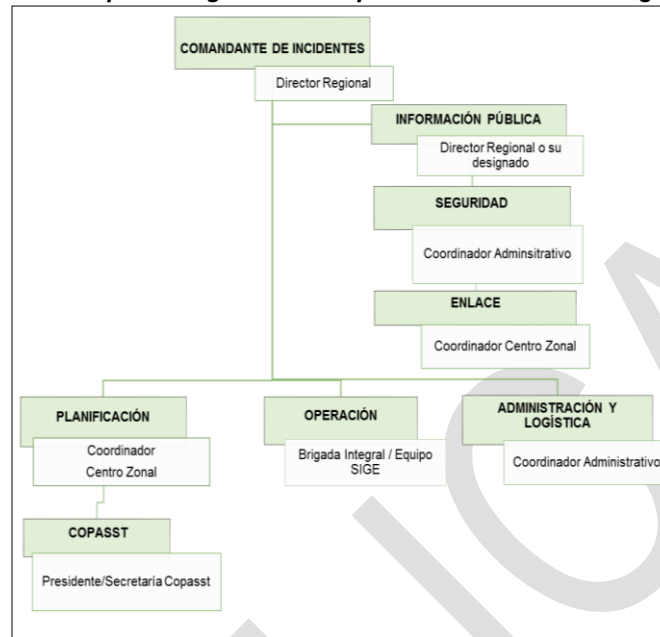 COMANDANTE DE INCIDENTES
Director Regional
INFORMACIÓN PÚBLICA
Director Regional o su
designado
SEGURIDAD
Coordinador Adminsitrativo
ENLACE
Coordinador Centro Zonal
PLANIFICACIÓN
Coordinador
Centro Zonal
OPERACIÓN
Brigada Integral / Equipo
SIGE
ADMINISTRACIÓN Y
LOGÍSTICA
Coordinador Administrativo
COPASST
Presidente/Secretaría Copasst